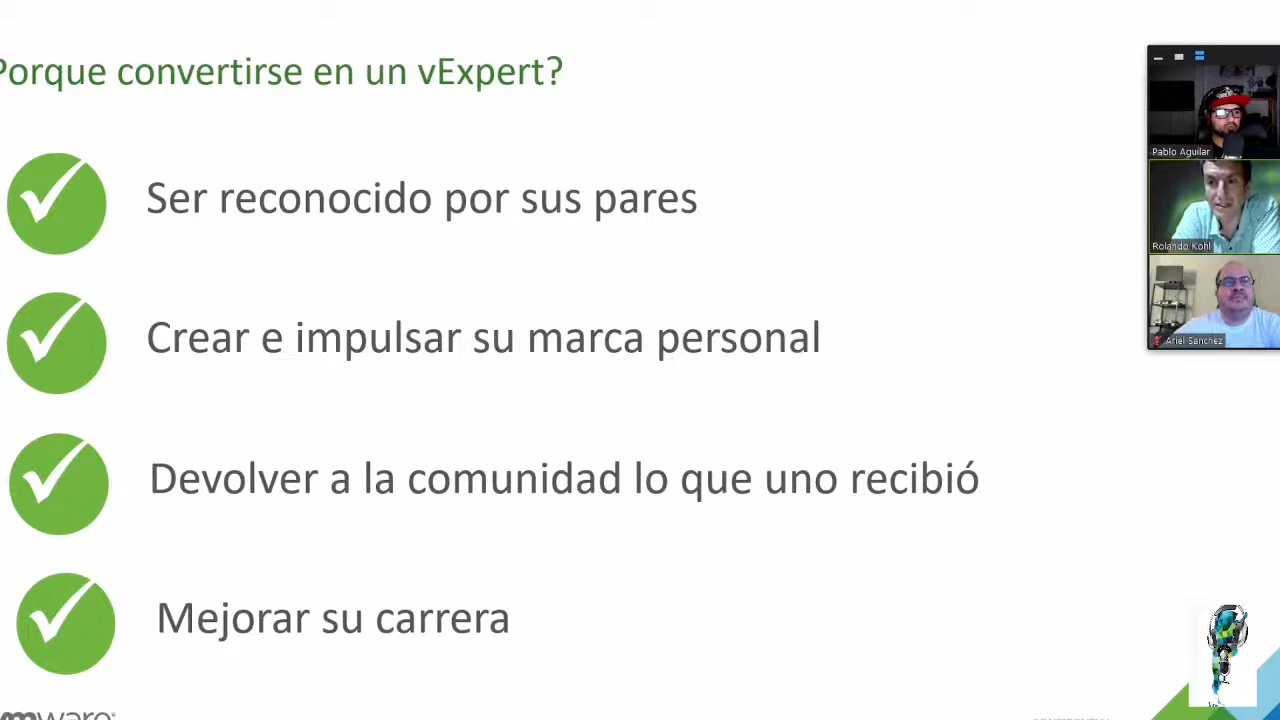 Porque convertirse en un vExpert?
Ser reconocido por sus pares
Crear e impulsar su marca personal
Devolver a la comunidad lo que uno recibió
Mejorar su carrera
Pablo Aguilar
Rolando Kohl
Ariel Sanchez
vmware